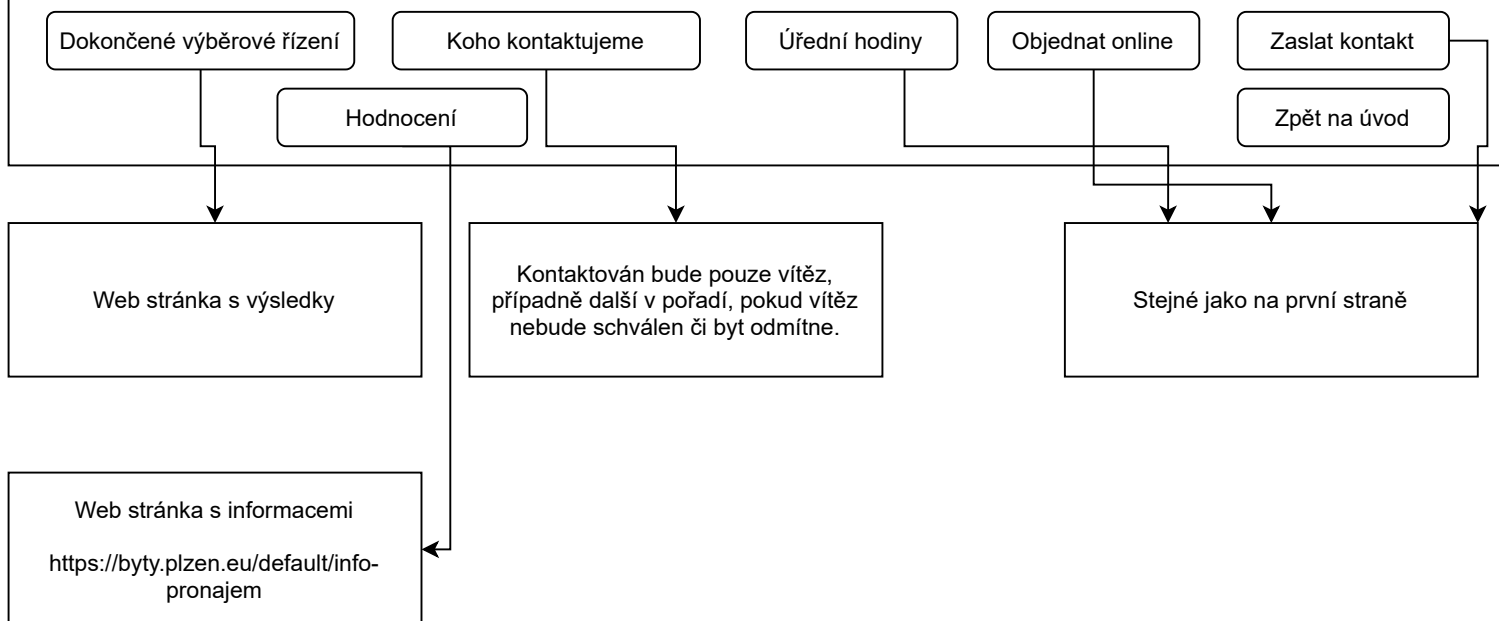 Dokončené výběrové řízení
Koho kontaktujeme
Úřední hodiny
Objednat online
Zaslat kontakt
Hodnocení
Zpět na úvod
Web stránka s výsledky
Kontaktován bude pouze vítěz,
případně další v pořadí, pokud vítěz
nebude schválen či byt odmítne.
Stejné jako na první straně
Web stránka s informacemi
https://byty.plzen.eu/default/info-
pronajem